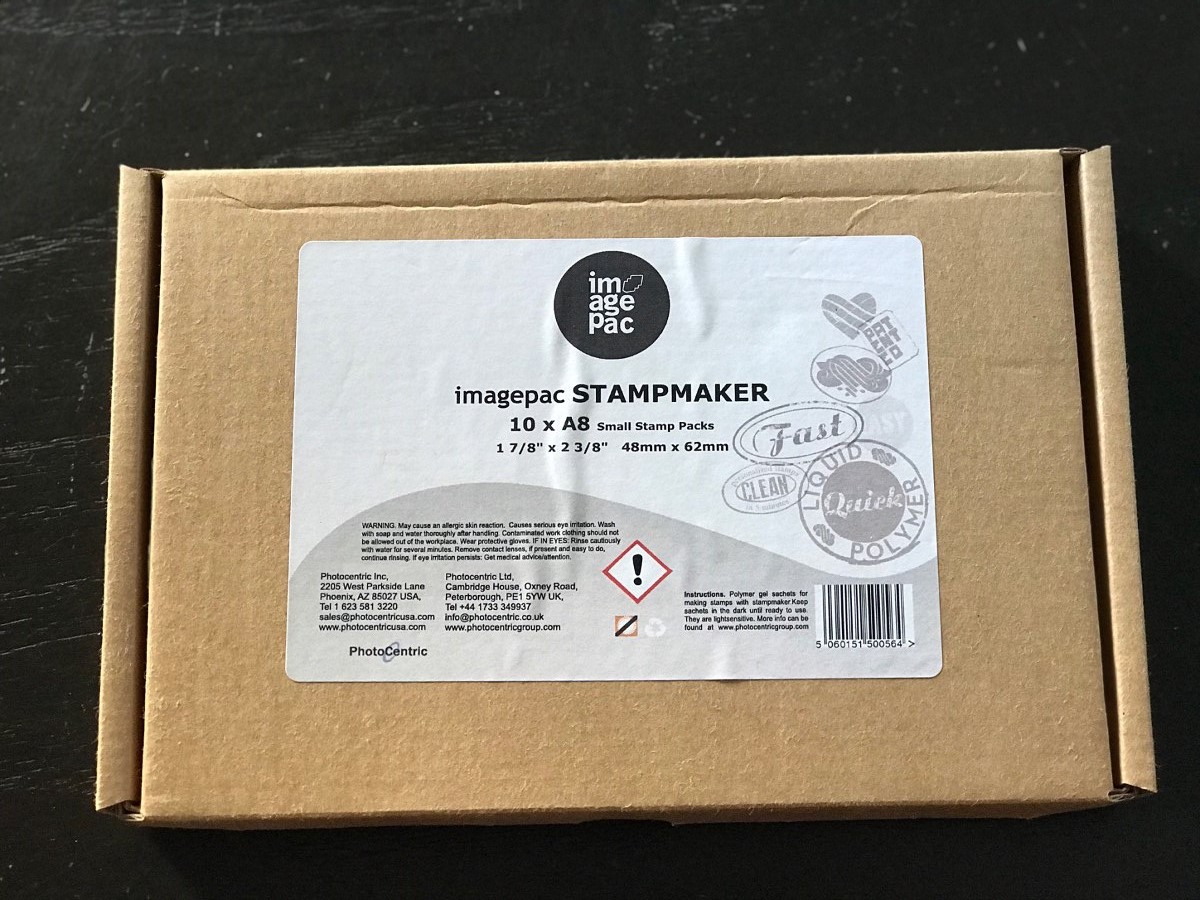 im
age
pac
imagepac STAMPMAKER
10 x A8 Small Stamp Packs
1 7/8" x 2 3/8" 48mm x 62mm
PAT
ENT
ED
Fast
EASY
CLEAN
LIQUID
Quick
POLYMER
WARNING. May cause an allergic skin reaction. Causes serious eye irritation. Wash
with soap and water thoroughly after handling. Contaminated work clothing should not
be allowed out of the workplace. Wear protective gloves. IF IN EYES: Rinse cautiously
with water for several minutes. Remove contact lenses, if present and easy to do,
continue rinsing. If eye irritation persists: Get medical advice/attention.
Photocentric Inc,
2205 West Parkside Lane
Phoenix, AZ 85027 USA,
Tel 1 623 581 3220
sales@photocentricusa.com
www.photocentricusa.com
Photocentric Ltd,
Cambridge House, Oxney Road,
Peterborough, PE1 5YW UK,
Tel +44 1733 349937
info@photocentric.co.uk
www.photocentricgroup.com
PhotoCentric
!
Instructions. Polymer gel sachets for
making stamps with stampmaker.Keep
sachets in the dark until ready to use.
They are lightsensitive. More info can be
found at www.photocentricgroup.com
5 060151 500564 >